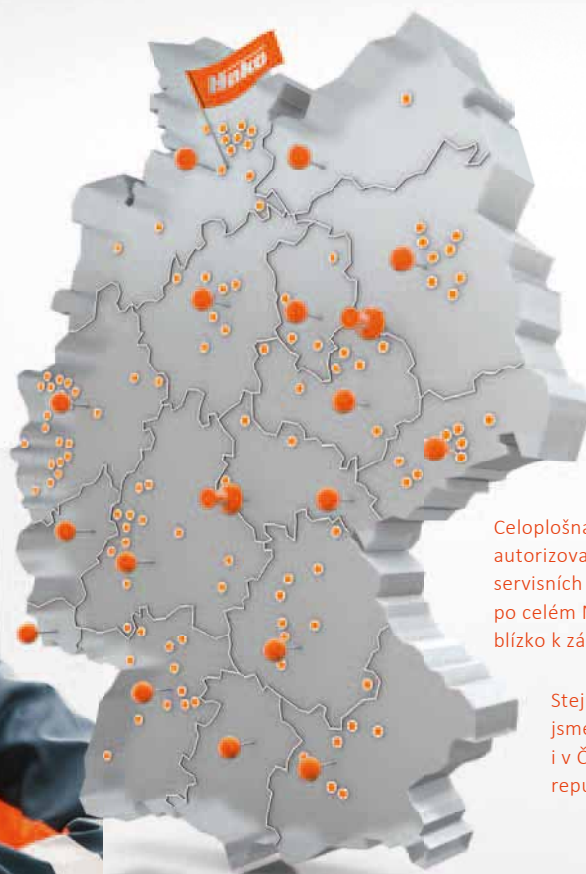 Hako
Celoplošná
autorizova
servisních
po celém
blízko k zá
Stej
jsme
i v Č
repu